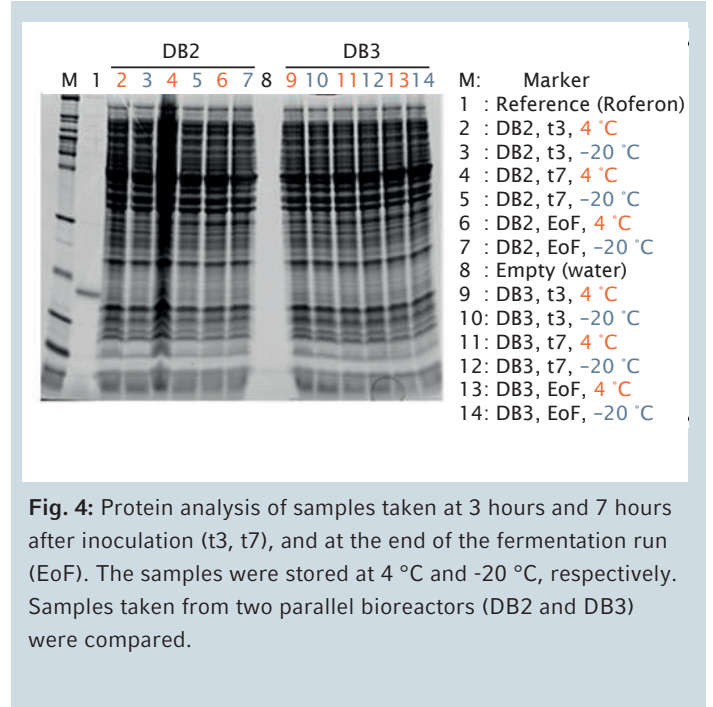 DB2 DB3
M 1 2 3 4 5 6 7 8 9 10 11 12 13 14
M: Marker
1 : Reference (Roferon)
2 : DB2, t3, 4 °C
3 : DB2, t3, –20 °C
4 : DB2, t7, 4 °C
5 : DB2, t7, –20 °C
6 : DB2, EoF, 4 °C
7 : DB2, EoF, –20 °C
8 : Empty (water)
9 : DB3, t3, 4 °C
10: DB3, t3, –20 °C
11: DB3, t7, 4 °C
12: DB3, t7, –20 °C
13: DB3, EoF, 4 °C
14: DB3, EoF, –20 °C
Fig. 4: Protein analysis of samples taken at 3 hours and 7 hours
after inoculation (t3, t7), and at the end of the fermentation run
(EoF). The samples were stored at 4 °C and -20 °C, respectively.
Samples taken from two parallel bioreactors (DB2 and DB3)
were compared.